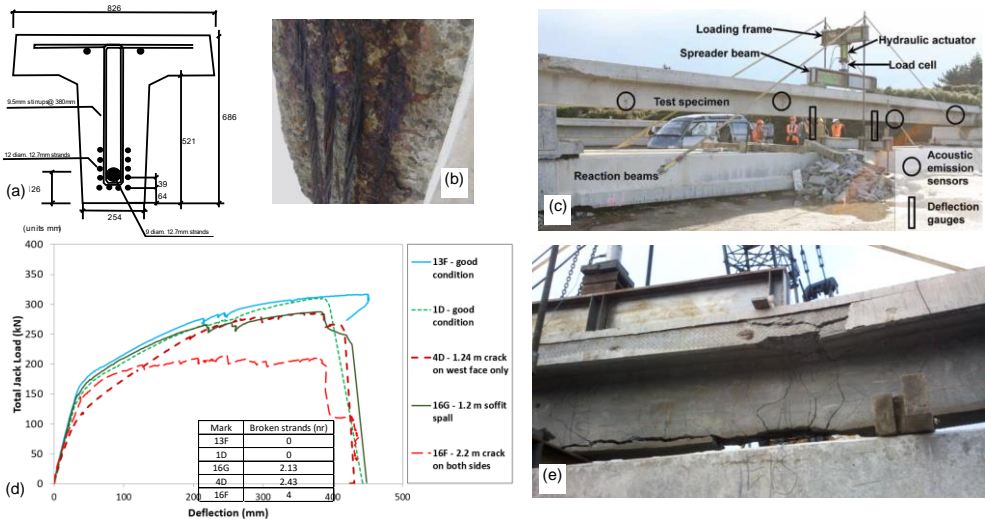 826
9.5mm stirrups@ 380mm
686
521
12 diam. 12.7mm strands
(a)
126
39
64
254
(units mm)
9 diam. 12.7mm strands
(b)
Loading frame
Hydraulic actuator
Spreader beam
Load cell
Test specimen
Reaction beams
Acoustic
emission
sensors
Deflection
gauges
(c)
Total Jack Load (kN)
400
350
300
250
200
150
100
50
0
0
100
200
300
400
500
Deflection (mm)
(d)
13F - good
condition
1D - good
condition
4D - 1.24 m crack
on west face only
16G - 1.2 m soffit
spall
16F - 2.2 m crack
on both sides
Mark Broken strands (nr)
13F 0
1D 0
16G 2.13
4D 2.43
16F 4
(e)